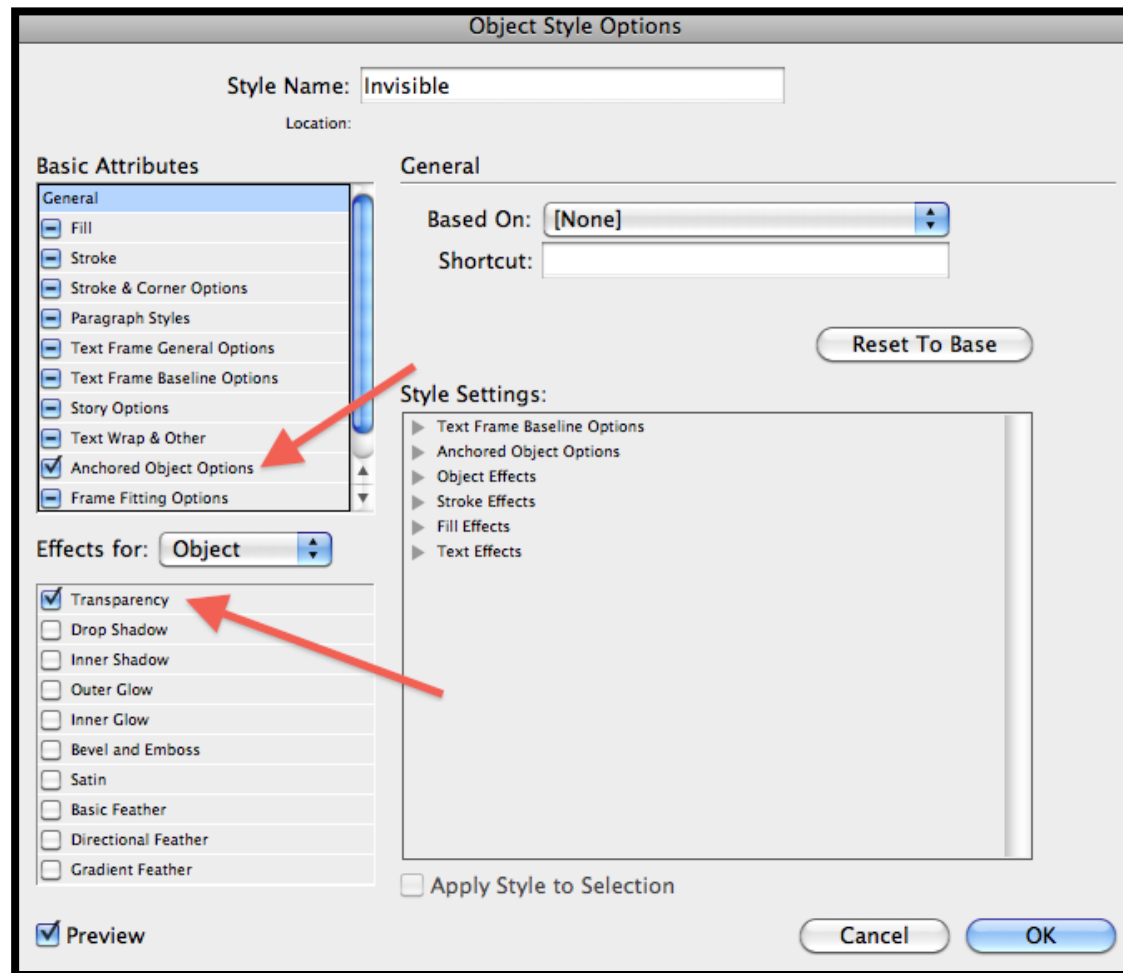 Object Style Options
Style Name: Invisible
Location:
Basic Attributes
General
Fill
Stroke
Stroke & Corner Options
Paragraph Styles
Text Frame General Options
Text Frame Baseline Options
Story Options
Text Wrap & Other
Anchored Object Options
Frame Fitting Options
Effects for: Object
Transparency
Drop Shadow
Inner Shadow
Outer Glow
Inner Glow
Bevel and Emboss
Satin
Basic Feather
Directional Feather
Gradient Feather
Preview
General
Based On: [None]
Shortcut:
Reset To Base
Style Settings:
Text Frame Baseline Options
Anchored Object Options
Object Effects
Stroke Effects
Fill Effects
Text Effects
Apply Style to Selection
Cancel
OK